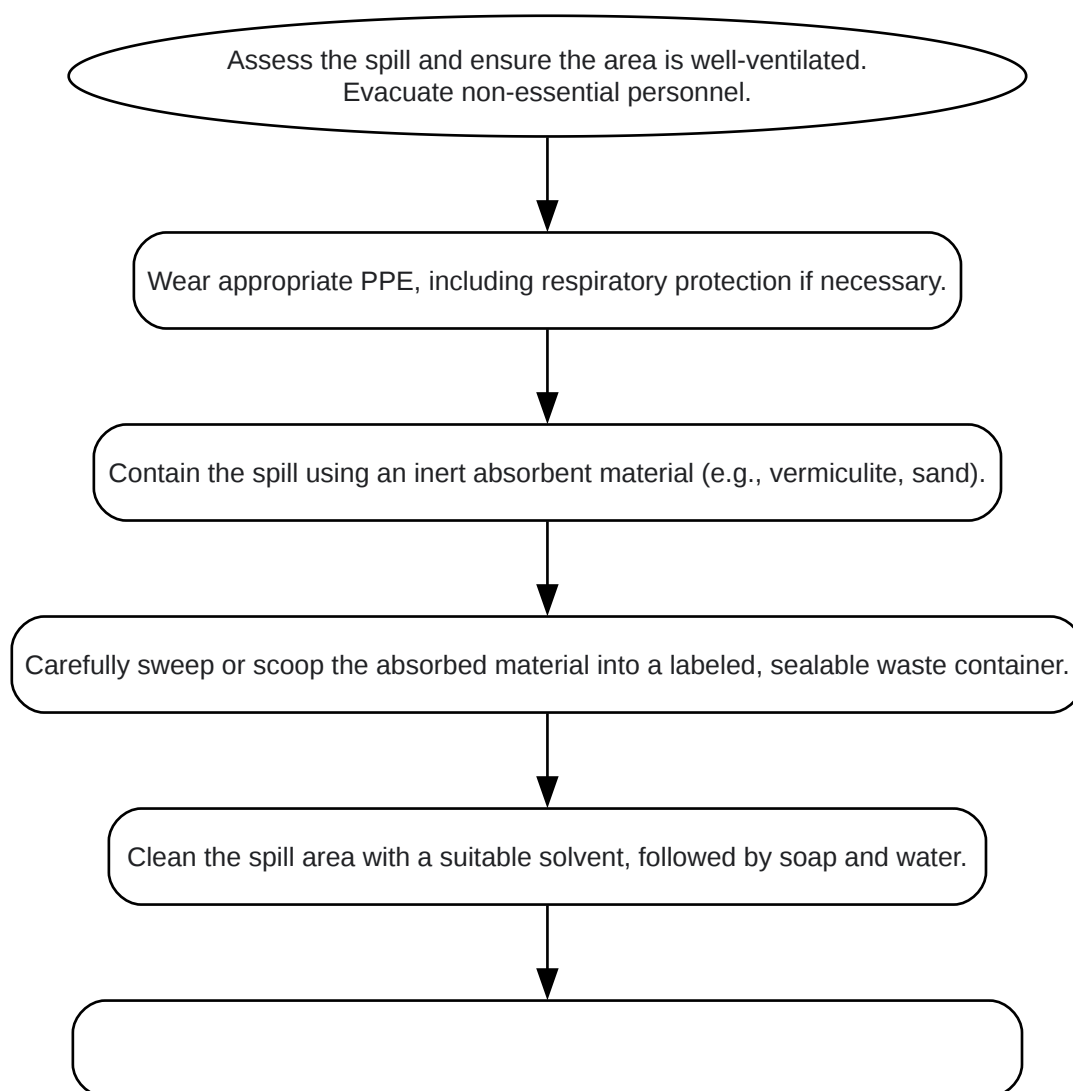 Assess the spill and ensure the area is well-ventilated.
Evacuate non-essential personnel.
Wear appropriate PPE, including respiratory protection if necessary.
Contain the spill using an inert absorbent material (e.g., vermiculite, sand).
Carefully sweep or scoop the absorbed material into a labeled, sealable waste container.
Clean the spill area with a suitable solvent, followed by soap and water.